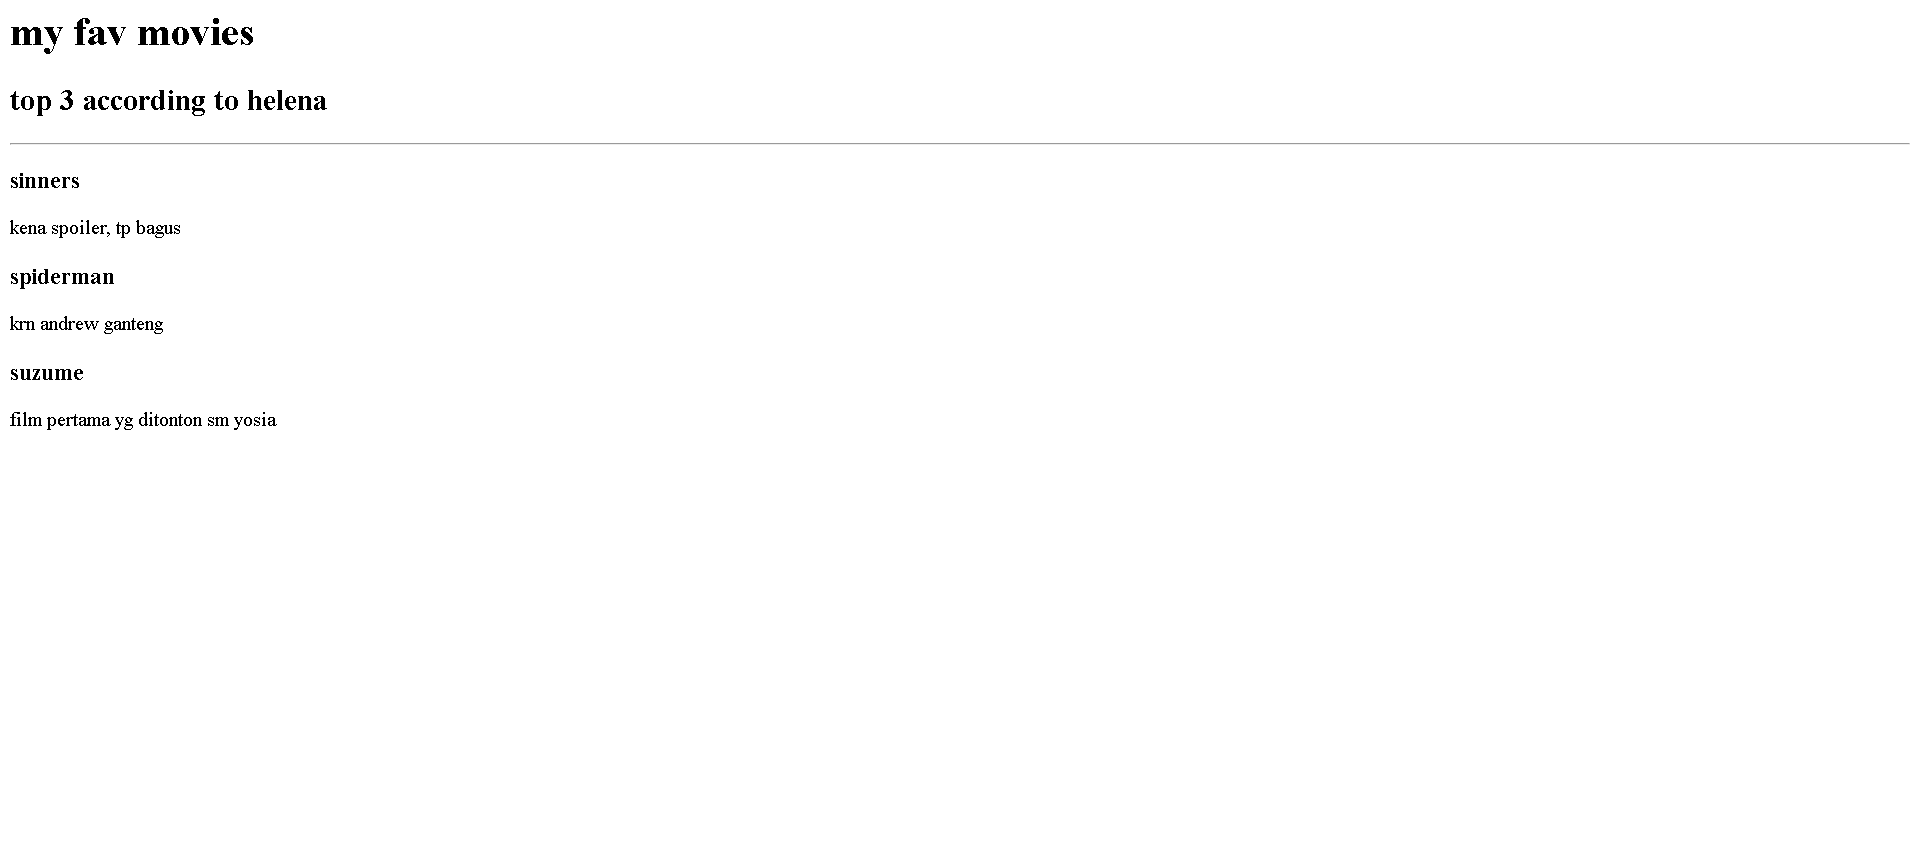 my fav movies
top 3 according to helena
sinners
kena spoiler, tp bagus
spiderman
krn andrew ganteng
suzume
film pertama yg ditonton sm yosia